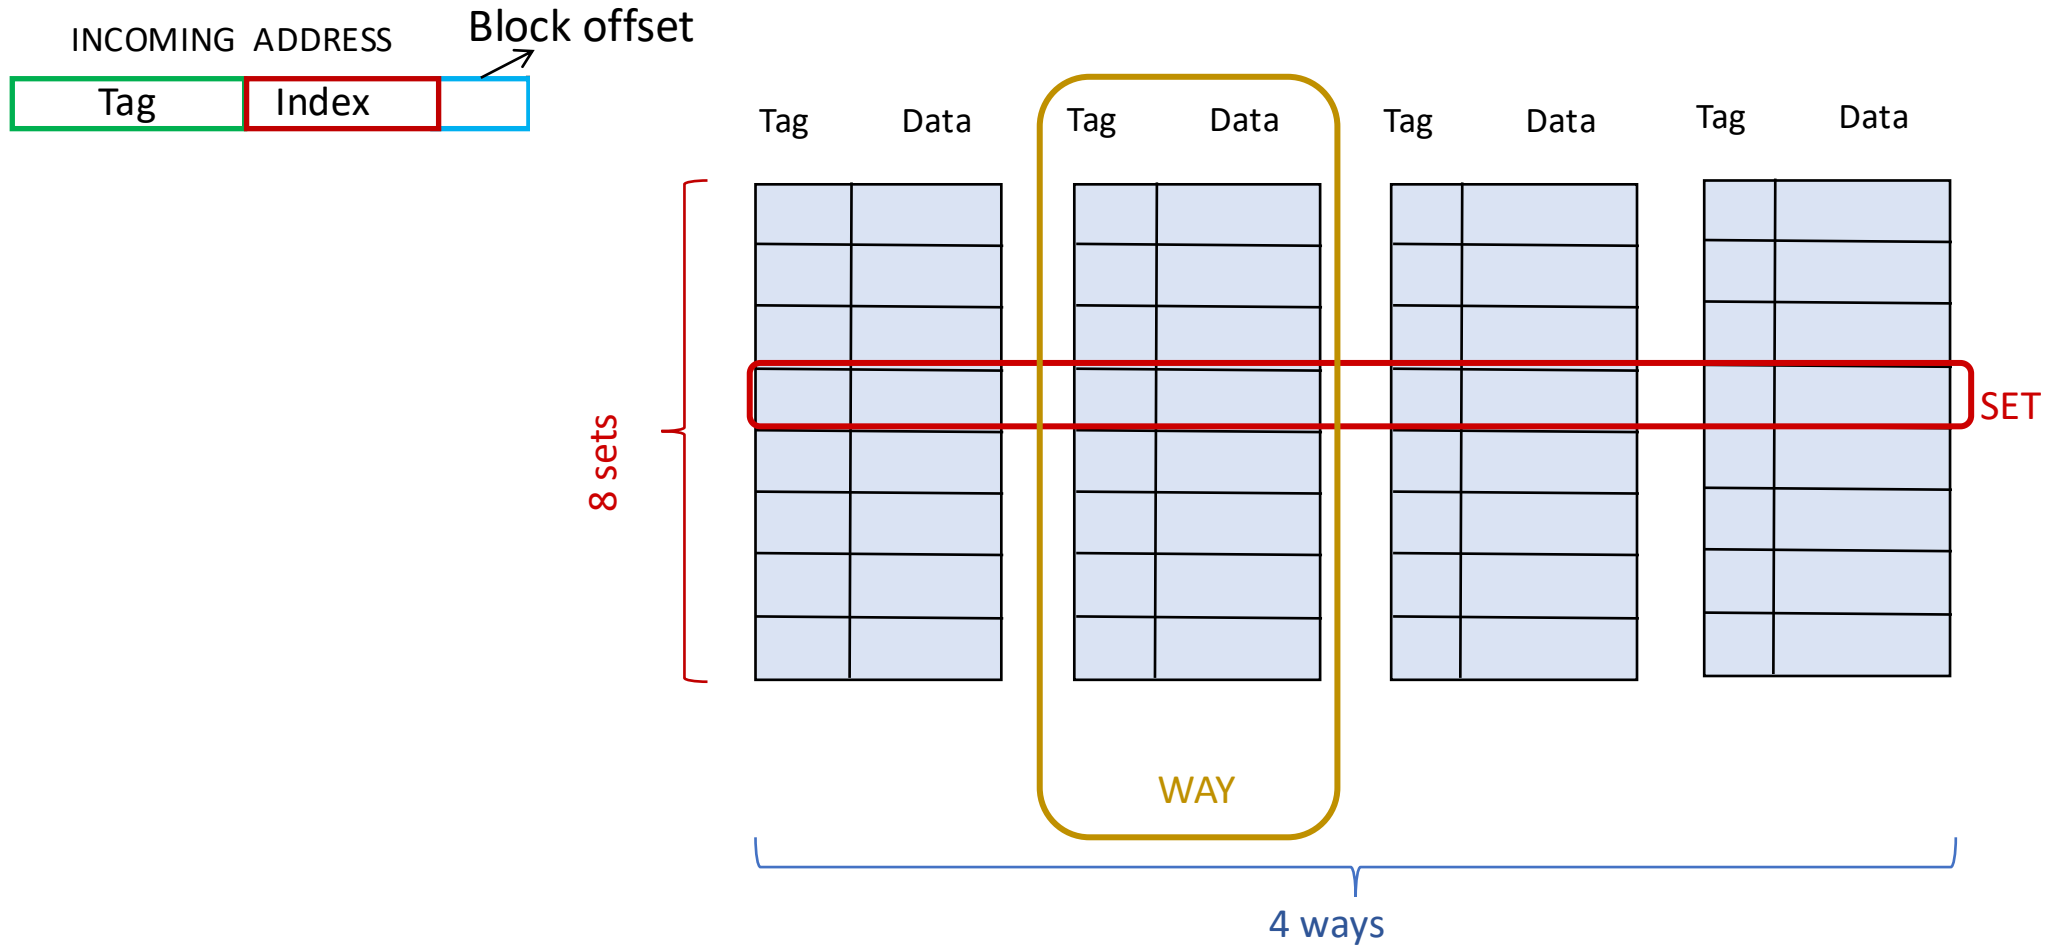 INCOMING ADDRESS
Block offset
Tag
Index
Tag
Data
Tag
Data
Tag
Data
Tag
Data
8 sets
SET
WAY
4 ways